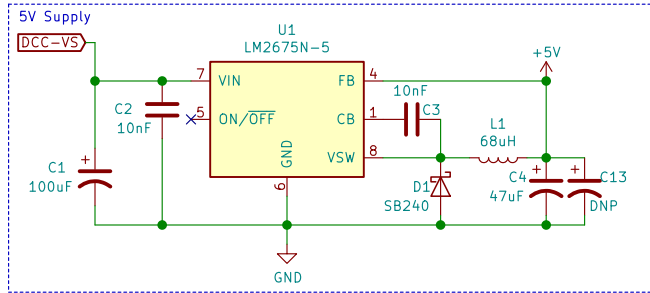 5V Supply
DCC-VS
U1
LM2675N-5
+5V
7
VIN
FB
4
10nF
C2
10nF
5
ON/OFF
CB
1
C3
L1
68uH
GND
VSW
8
C1
100uF
6
D1
SB240
C4
47uF
C13
DNP
+
+
+
GND